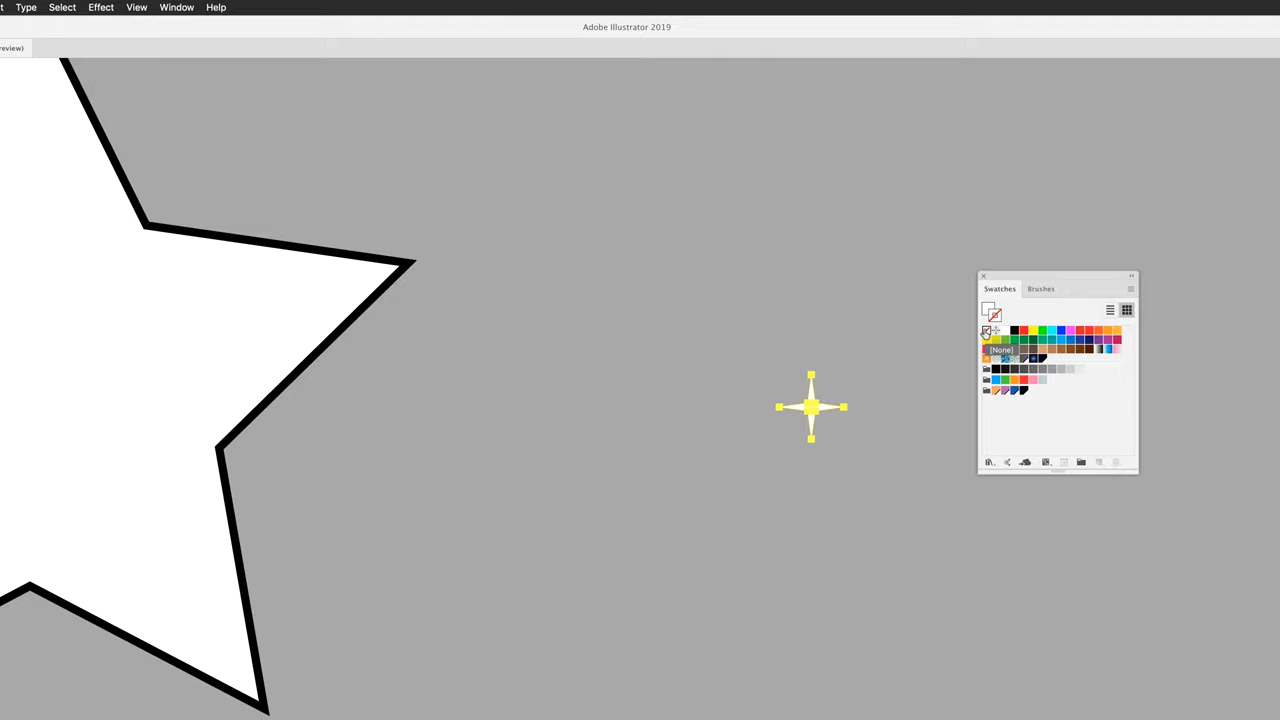 t Type Select Effect View Window Help
Adobe Illustrator 2019
review)
Swatches Brushes
[None]